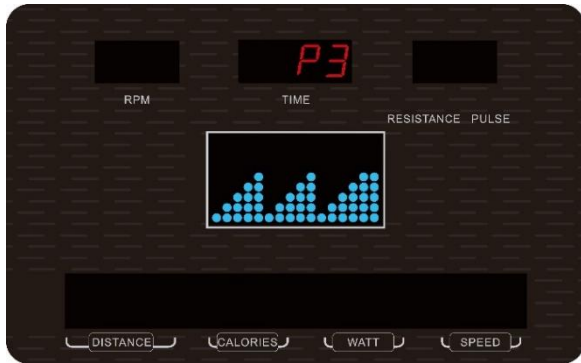 P3
RPM TIME
RESISTANCE PULSE
DISTANCE CALORIES WATT SPEED